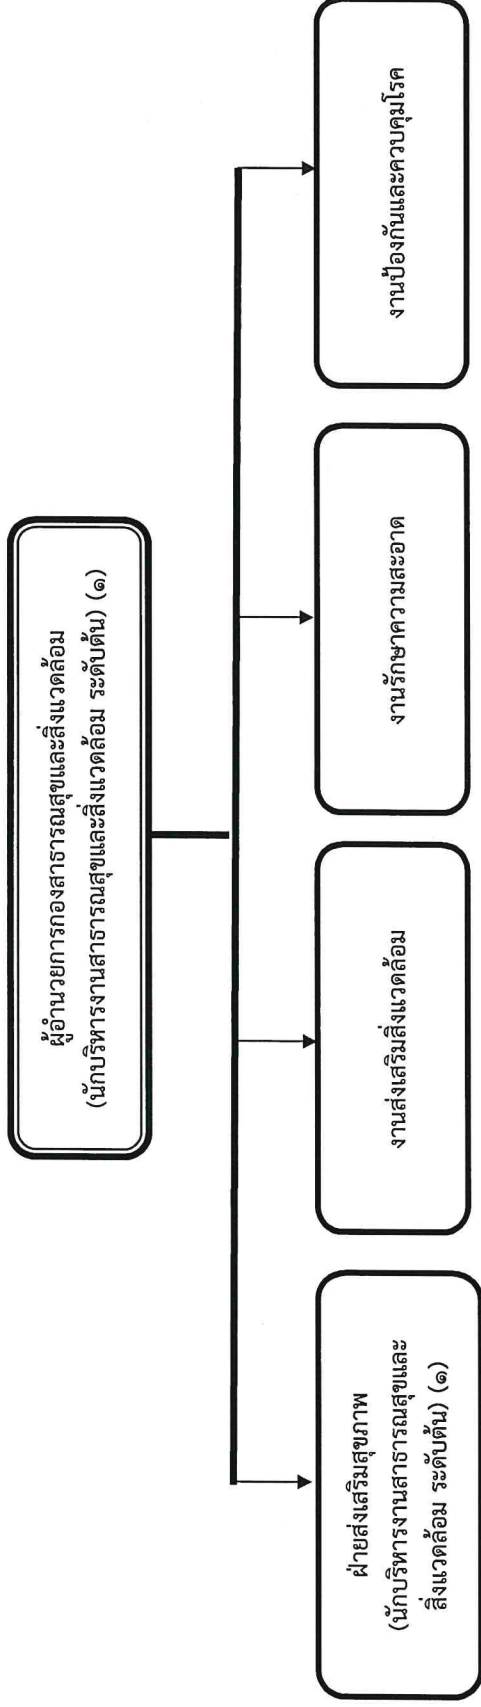 ผู้อำนวยการกองสาธารณสุขและสิ่งแวดล้อม
(นักบริหารงานสาธารณสุขและสิ่งแวดล้อม ระดับต้น) (๑)
ฝ่ายส่งเสริมสุขภาพ
(นักบริหารงานสาธารณสุขและ
สิ่งแวดล้อม ระดับต้น) (๑)
งานส่งเสริมสิ่งแวดล้อม
งานรักษาความสะอาด
งานป้องกันและควบคุมโรค